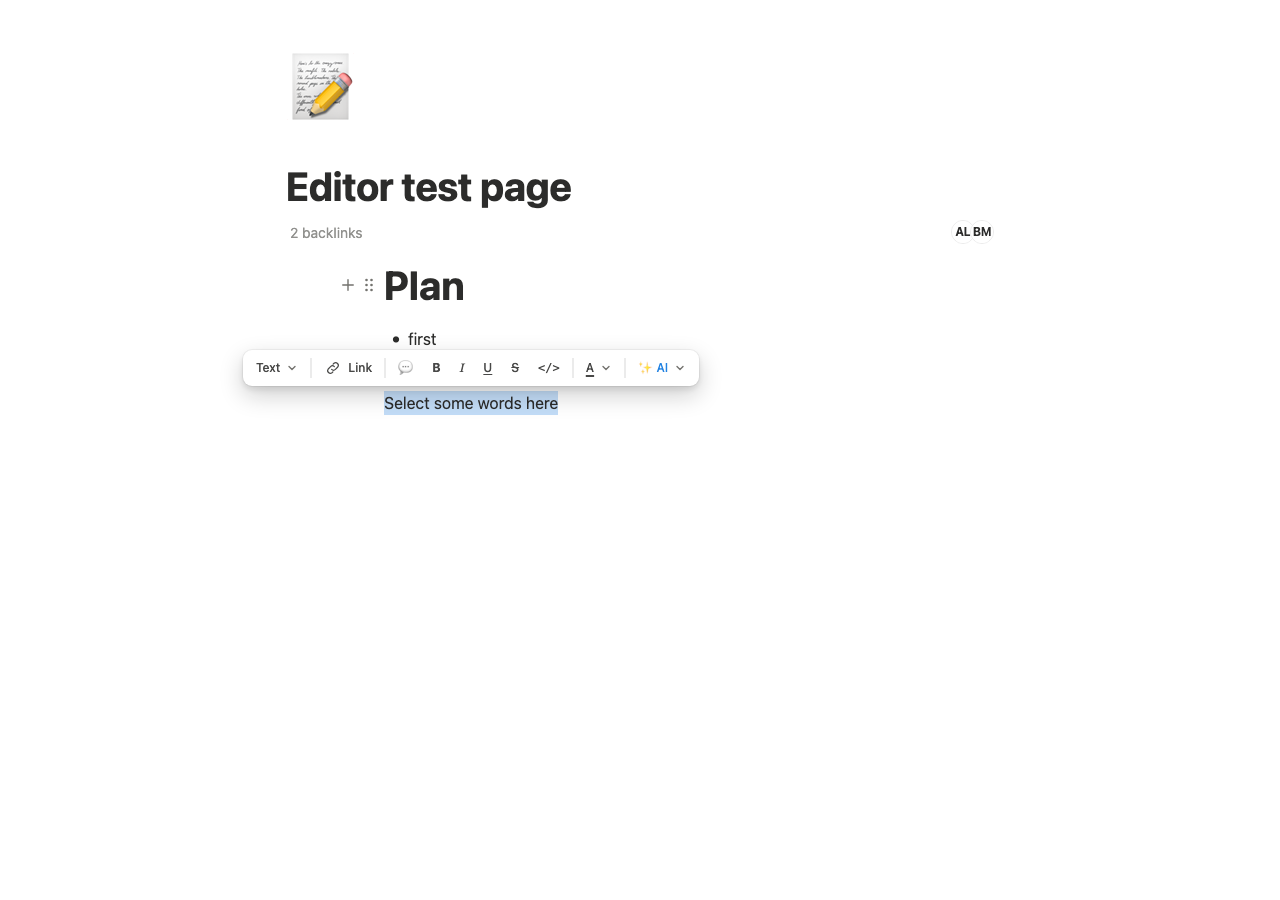 Editor test page
2 backlinks
AL BM
Plan
first
Text Link B I U S </> A AI
Select some words here